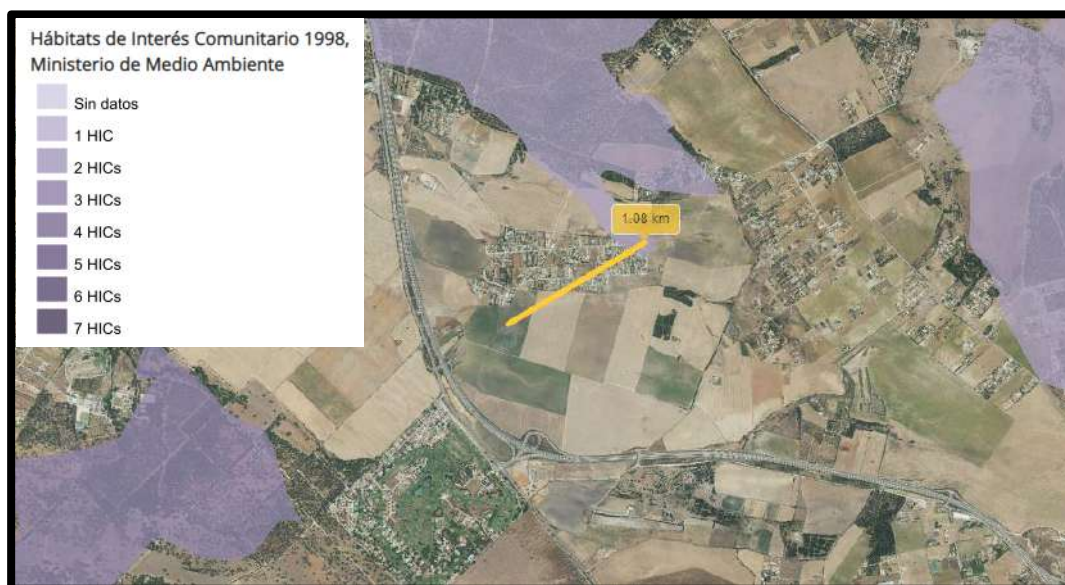 Hábitats de Interés Comunitario 1998,
Ministerio de Medio Ambiente
Sin datos
1 HIC
2 HICs
3 HICs
4 HICs
5 HICs
6 HICs
7 HICs
1.08 km